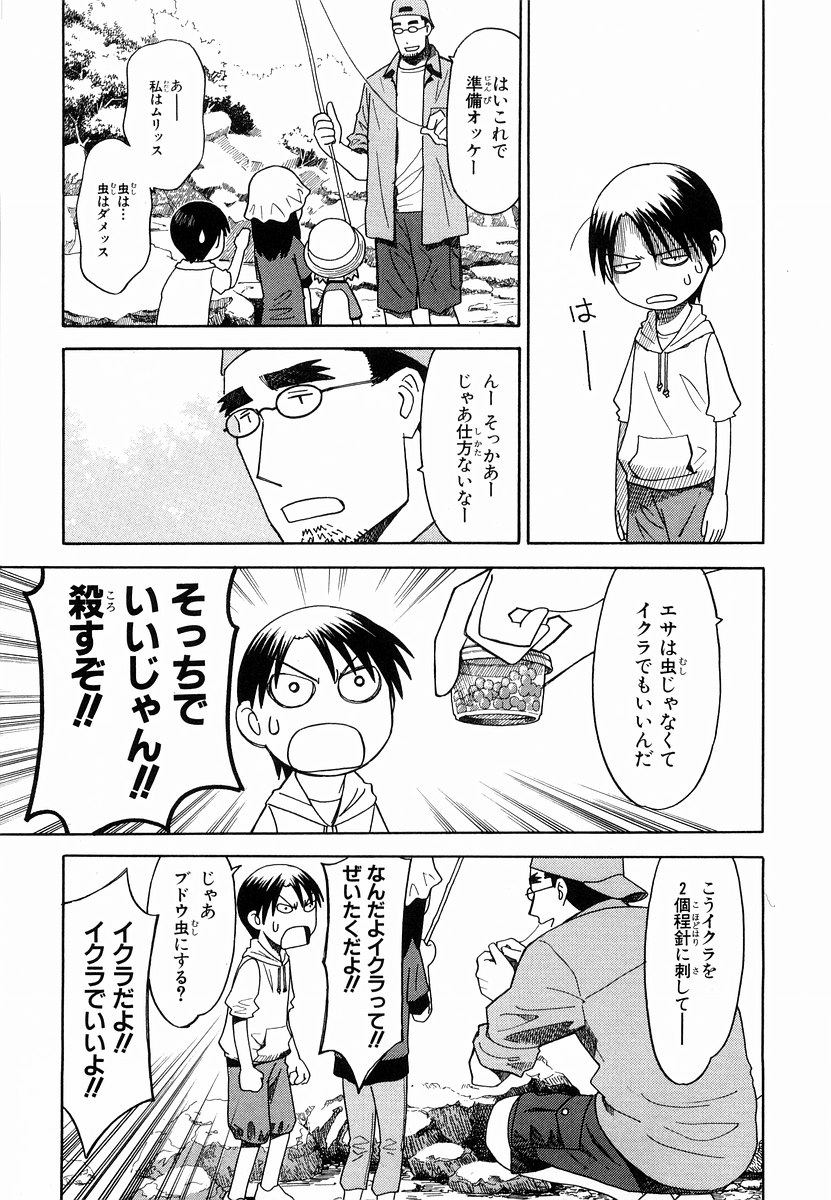 はー
はいこれで
準備オッケー
あー
私はムリッス
虫は…
虫はダメッス
んー そっかぁー
じゃあ仕方ないなー
エサは虫じゃなくて
イクラでもいいんだ
そっちで
いいじゃん!!
殺すぞ!!
こうイクラを
2個程針に刺して──
なんだよイクラって!!
ぜいたくだよ!!
じゃあ
ブドウ虫にする?
イクラだよ!!
イクラでいいよ!!